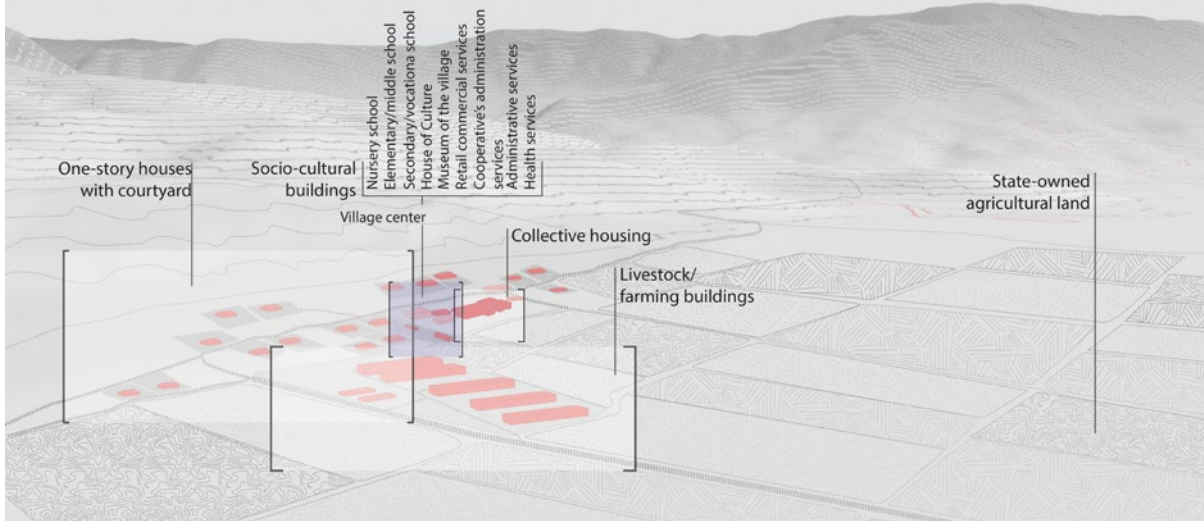 Nursery school
Elementary/middle school
Secondary/vocationa school
House of Culture
Museum of the village
Retail commercial services
Cooperative's administration
services
Administrative services
Health services
One-story houses
with courtyard
Socio-cultural
buildings
Village center
Collective housing
Livestock/
farming buildings
State-owned
agricultural land